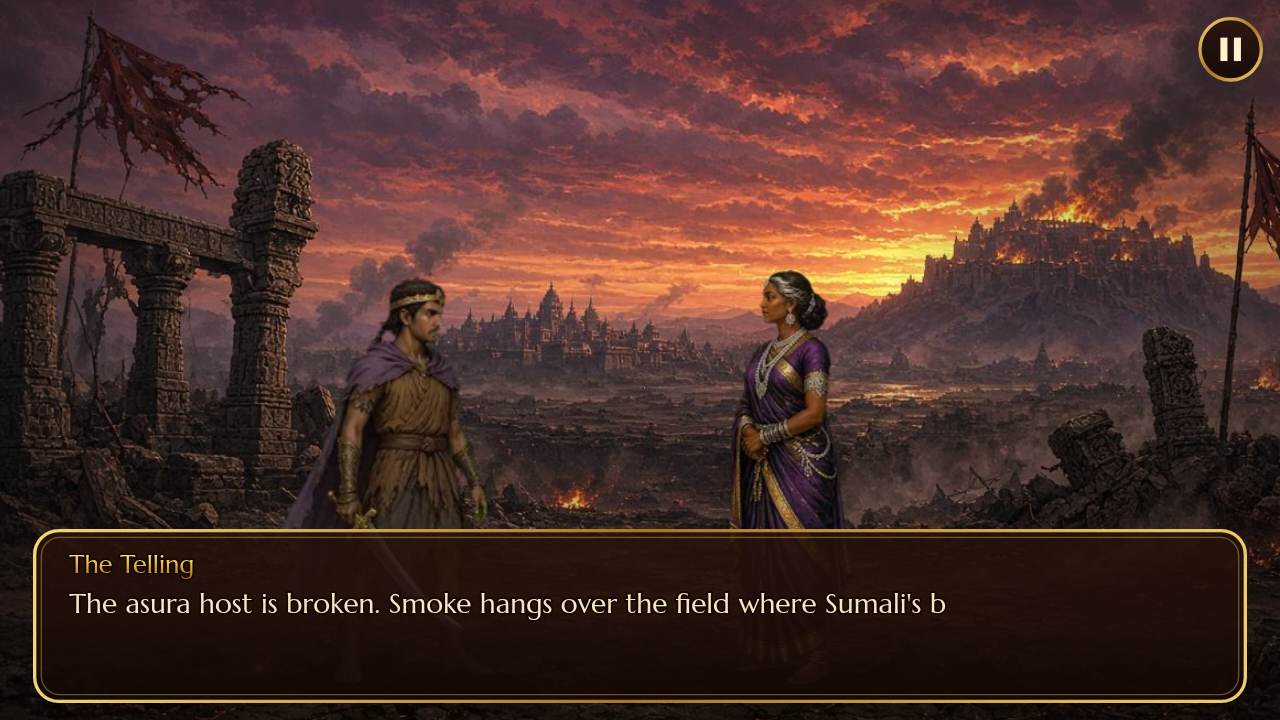 The Telling
The asura host is broken. Smoke hangs over the field where Sumali's b